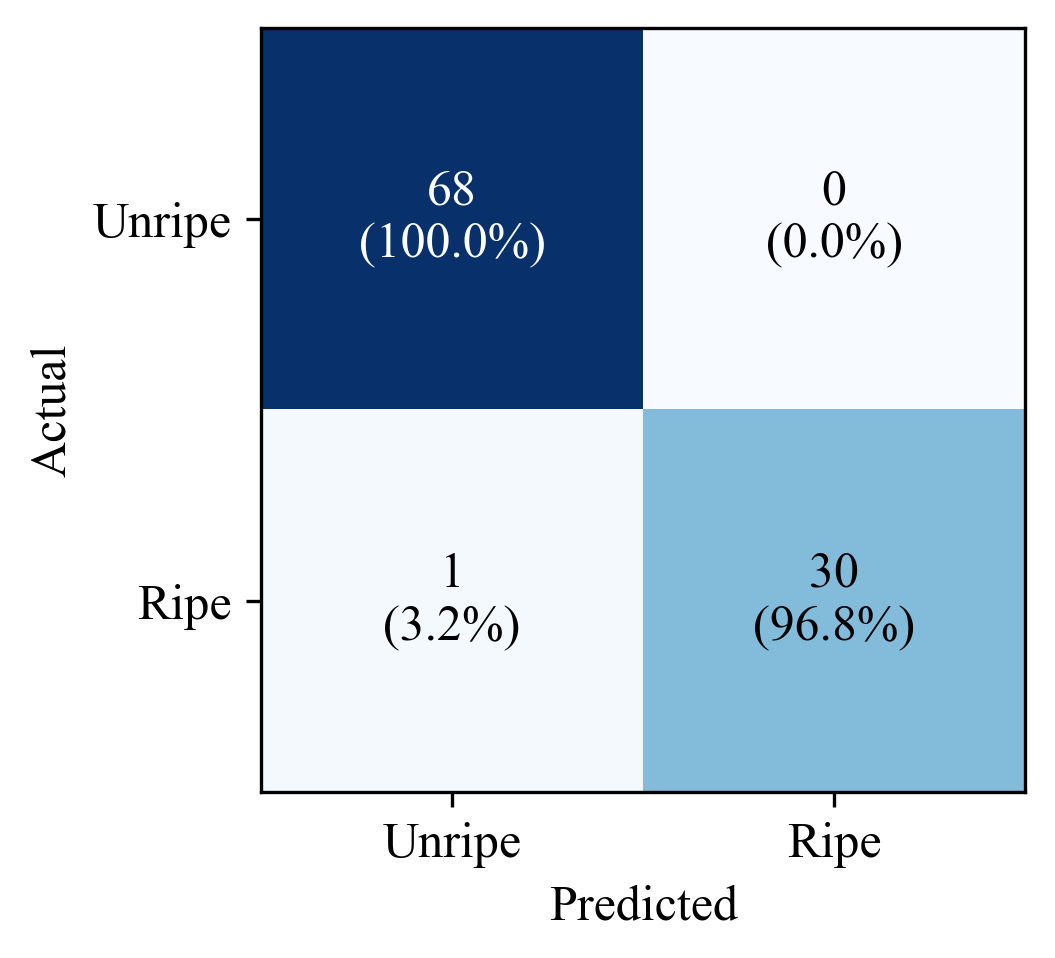 Actual
Unripe
68
(100.0%)
0
(0.0%)
Ripe
1
(3.2%)
30
(96.8%)
Unripe
Ripe
Predicted